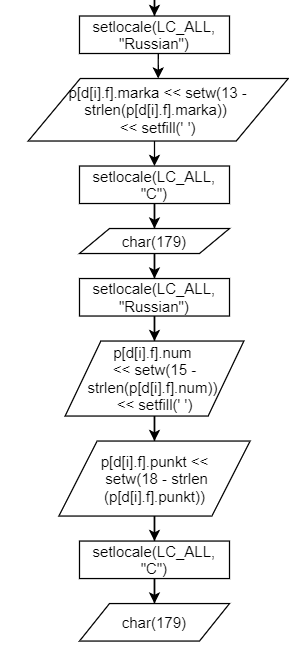 setlocale(LC_ALL,
"Russian")
p[d[i].f].marka << setw(13 -
strlen(p[d[i].f].marka))
<< setfill(' ')
setlocale(LC_ALL,
"C")
char(179)
setlocale(LC_ALL,
"Russian")
p[d[i].f].num
<< setw(15 -
strlen(p[d[i].f].num))
<< setfill(' ')
p[d[i].f].punkt <<
setw(18 - strlen
(p[d[i].f].punkt))
setlocale(LC_ALL,
"C")
char(179)